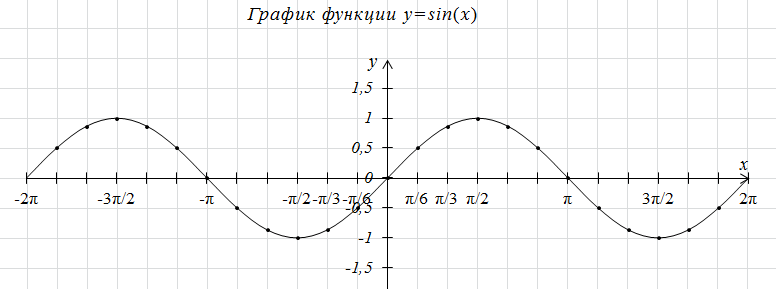 График функции y=sin(x)
y
1,5
1
0,5
x
0
-2π -3π/2 -π -π/2 -π/3 -π/6 π/6 π/3 π/2 π 3π/2 2π
-0,5
-1
-1,5